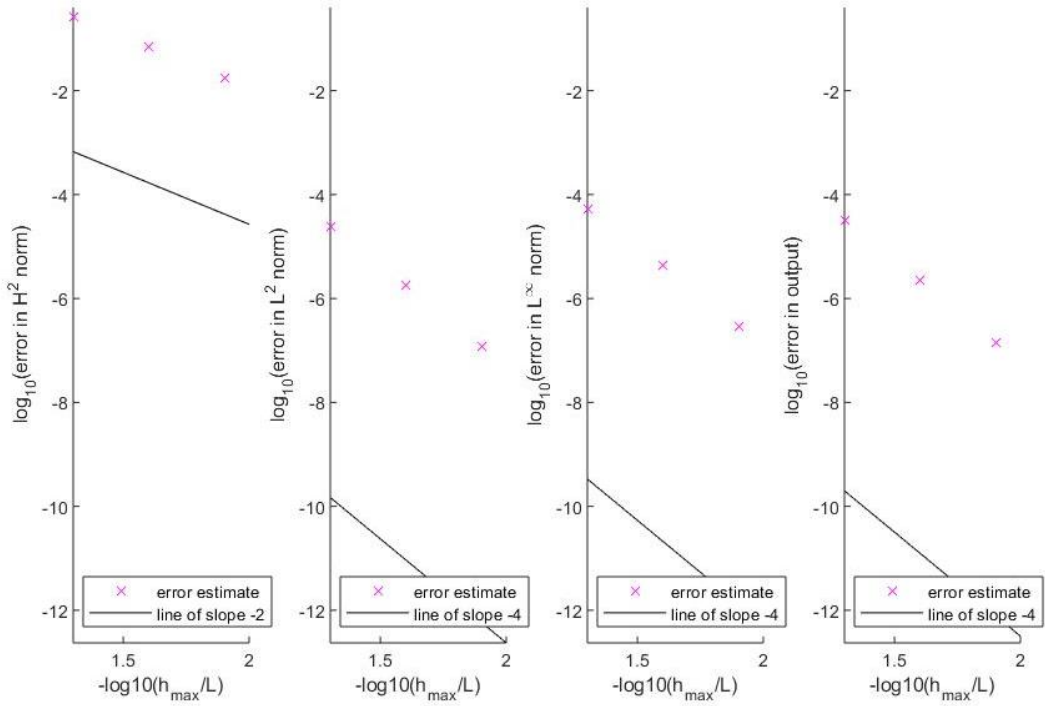 log₁₀(error in H² norm)
-2
-4
-6
-8
-10
-12
error estimate
line of slope -2
1.5
2
-log10(hₘₐₓ/L)
log₁₀(error in L² norm)
-2
-4
-6
-8
-10
-12
error estimate
line of slope -4
1.5
2
-log10(hₘₐₓ/L)
log₁₀(error in L^∞ norm)
-2
-4
-6
-8
-10
-12
error estimate
line of slope -4
1.5
2
-log10(hₘₐₓ/L)
log₁₀(error in output)
-2
-4
-6
-8
-10
-12
error estimate
line of slope -4
1.5
2
-log10(hₘₐₓ/L)